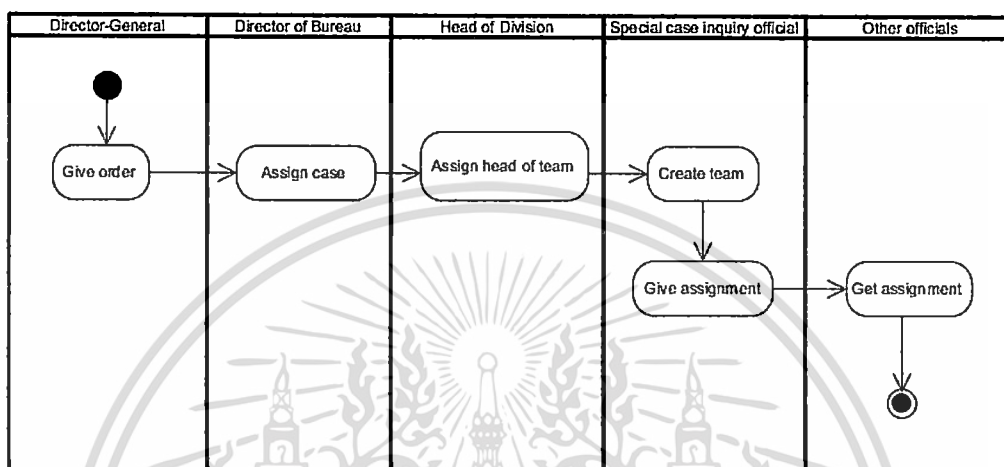 Director-General
Director of Bureau
Head of Division
Special case inquiry official
Other officials
Give order
Assign case
Assign head of team
Create team
Give assignment
Get assignment